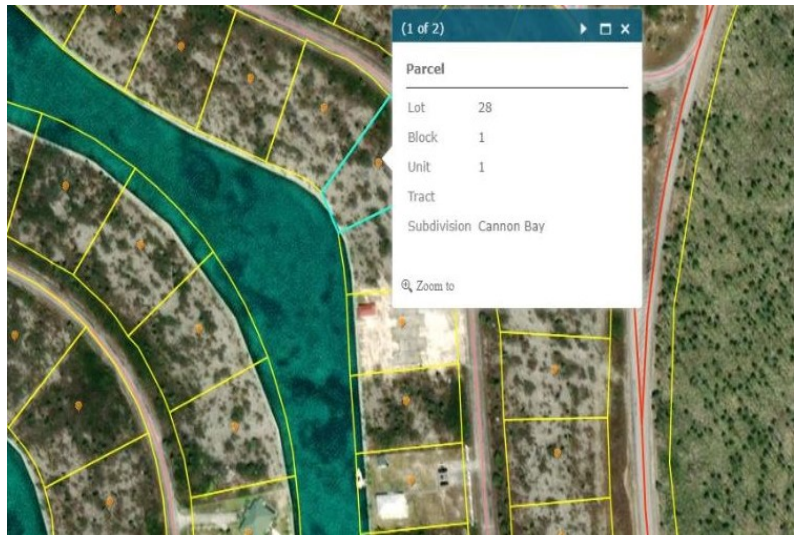 (1 of 2)
Parcel
Lot 28
Block 1
Unit 1
Tract
Subdivision Cannon Bay
Zoom to